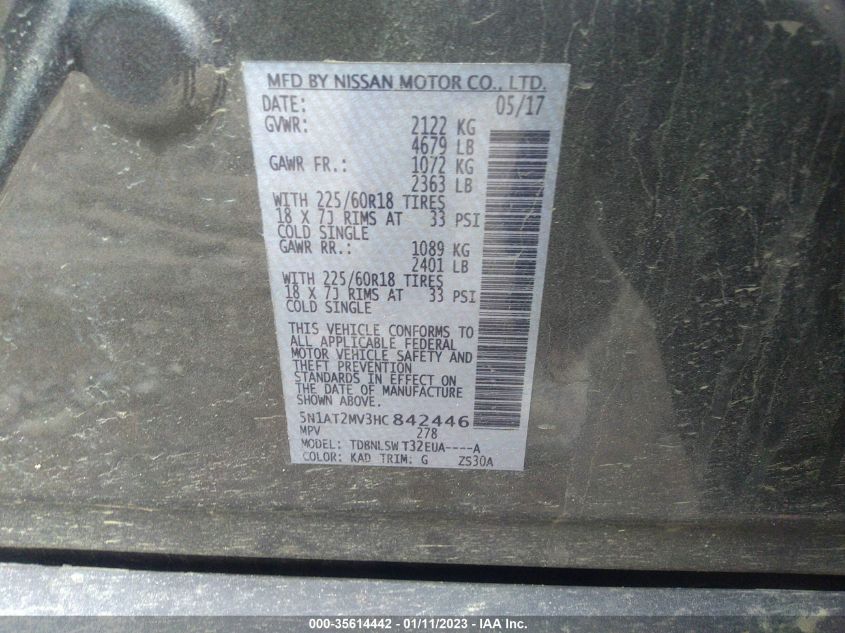 MFD BY NISSAN MOTOR CO., LTD.
DATE: 05/17
GVWR: 2122 KG
4679 LB
GAWR FR.: 1072 KG
2363 LB
WITH 225/60R18 TIRES
18 X 7J RIMS AT 33 PSI
COLD SINGLE
GAWR RR.: 1089 KG
2401 LB
WITH 225/60R18 TIRES
18 X 7J RIMS AT 33 PSI
COLD SINGLE
THIS VEHICLE CONFORMS TO
ALL APPLICABLE FEDERAL
MOTOR VEHICLE SAFETY AND
THEFT PREVENTION
STANDARDS IN EFFECT ON
THE DATE OF MANUFACTURE
SHOWN ABOVE.
5N1AT2MV3HC842446
MPV 278
MODEL: TDBNLSW T32EUA----A
COLOR: KAD TRIM: G ZS30A
000-35614442 - 01/11/2023 - IAA Inc.